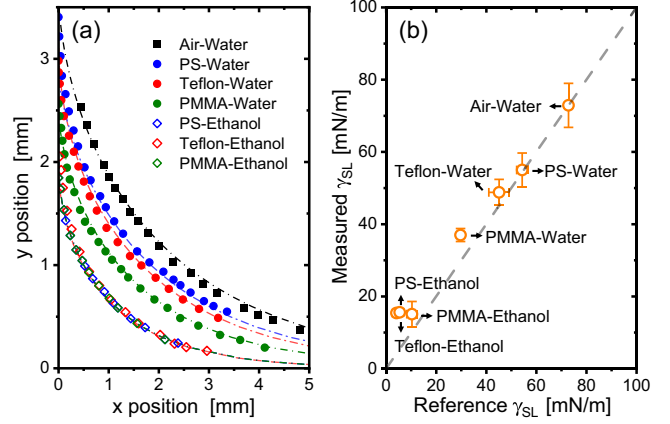 (a)
Air-Water
PS-Water
Teflon-Water
PMMA-Water
PS-Ethanol
Teflon-Ethanol
PMMA-Ethanol
3
2
1
0
y position [mm]
0 1 2 3 4 5
x position [mm]
(b)
Air-Water
Teflon-Water
PS-Water
PMMA-Water
PS-Ethanol
PMMA-Ethanol
Teflon-Ethanol
100
80
60
40
20
0
Measured γSL [mN/m]
0 20 40 60 80 100
Reference γSL [mN/m]